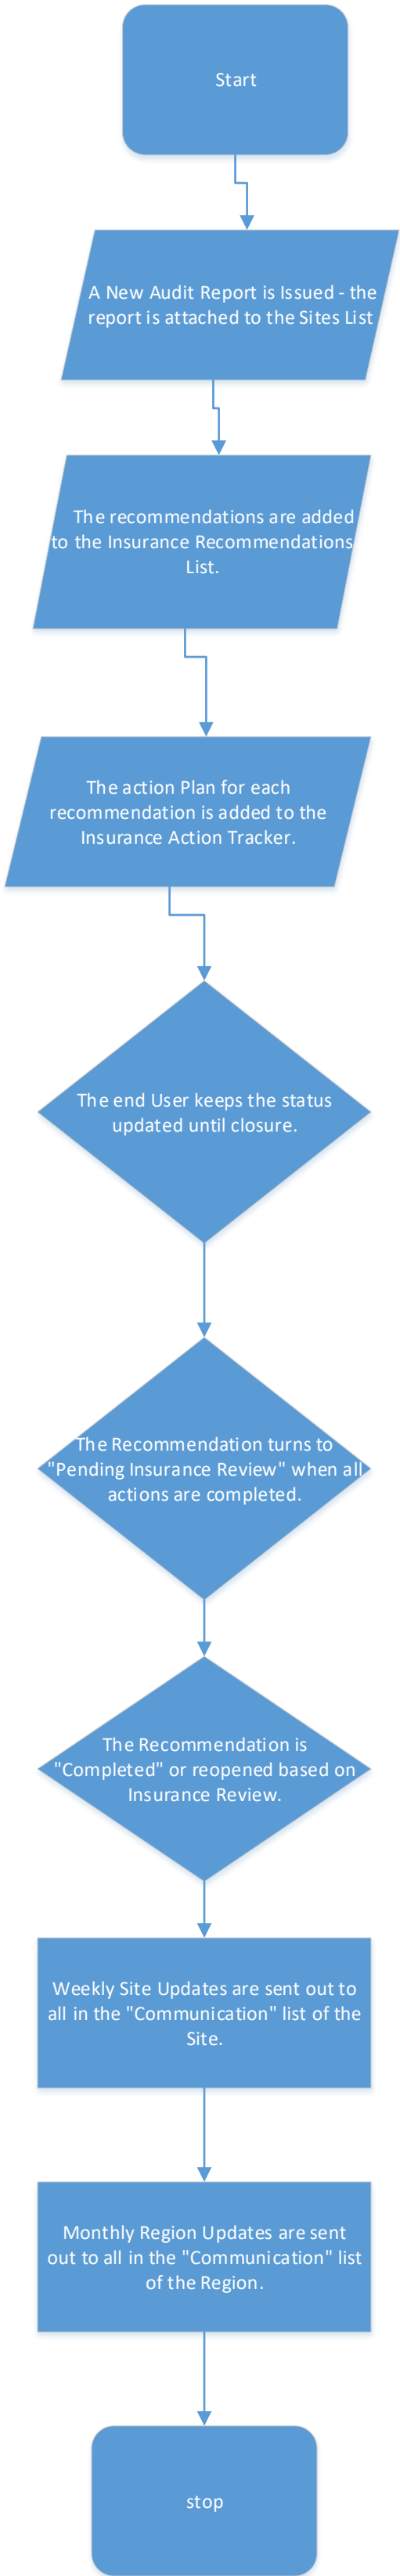 Start
A New Audit Report is Issued - the
report is attached to the Sites List
The recommendations are added
to the Insurance Recommendations
List.
The action Plan for each
recommendation is added to the
Insurance Action Tracker.
The end User keeps the status
updated until closure.
The Recommendation turns to
"Pending Insurance Review" when all
actions are completed.
The Recommendation is
"Completed" or reopened based on
Insurance Review.
Weekly Site Updates are sent out to
all in the "Communication" list of the
Site.
Monthly Region Updates are sent
out to all in the "Communication" list
of the Region.
stop